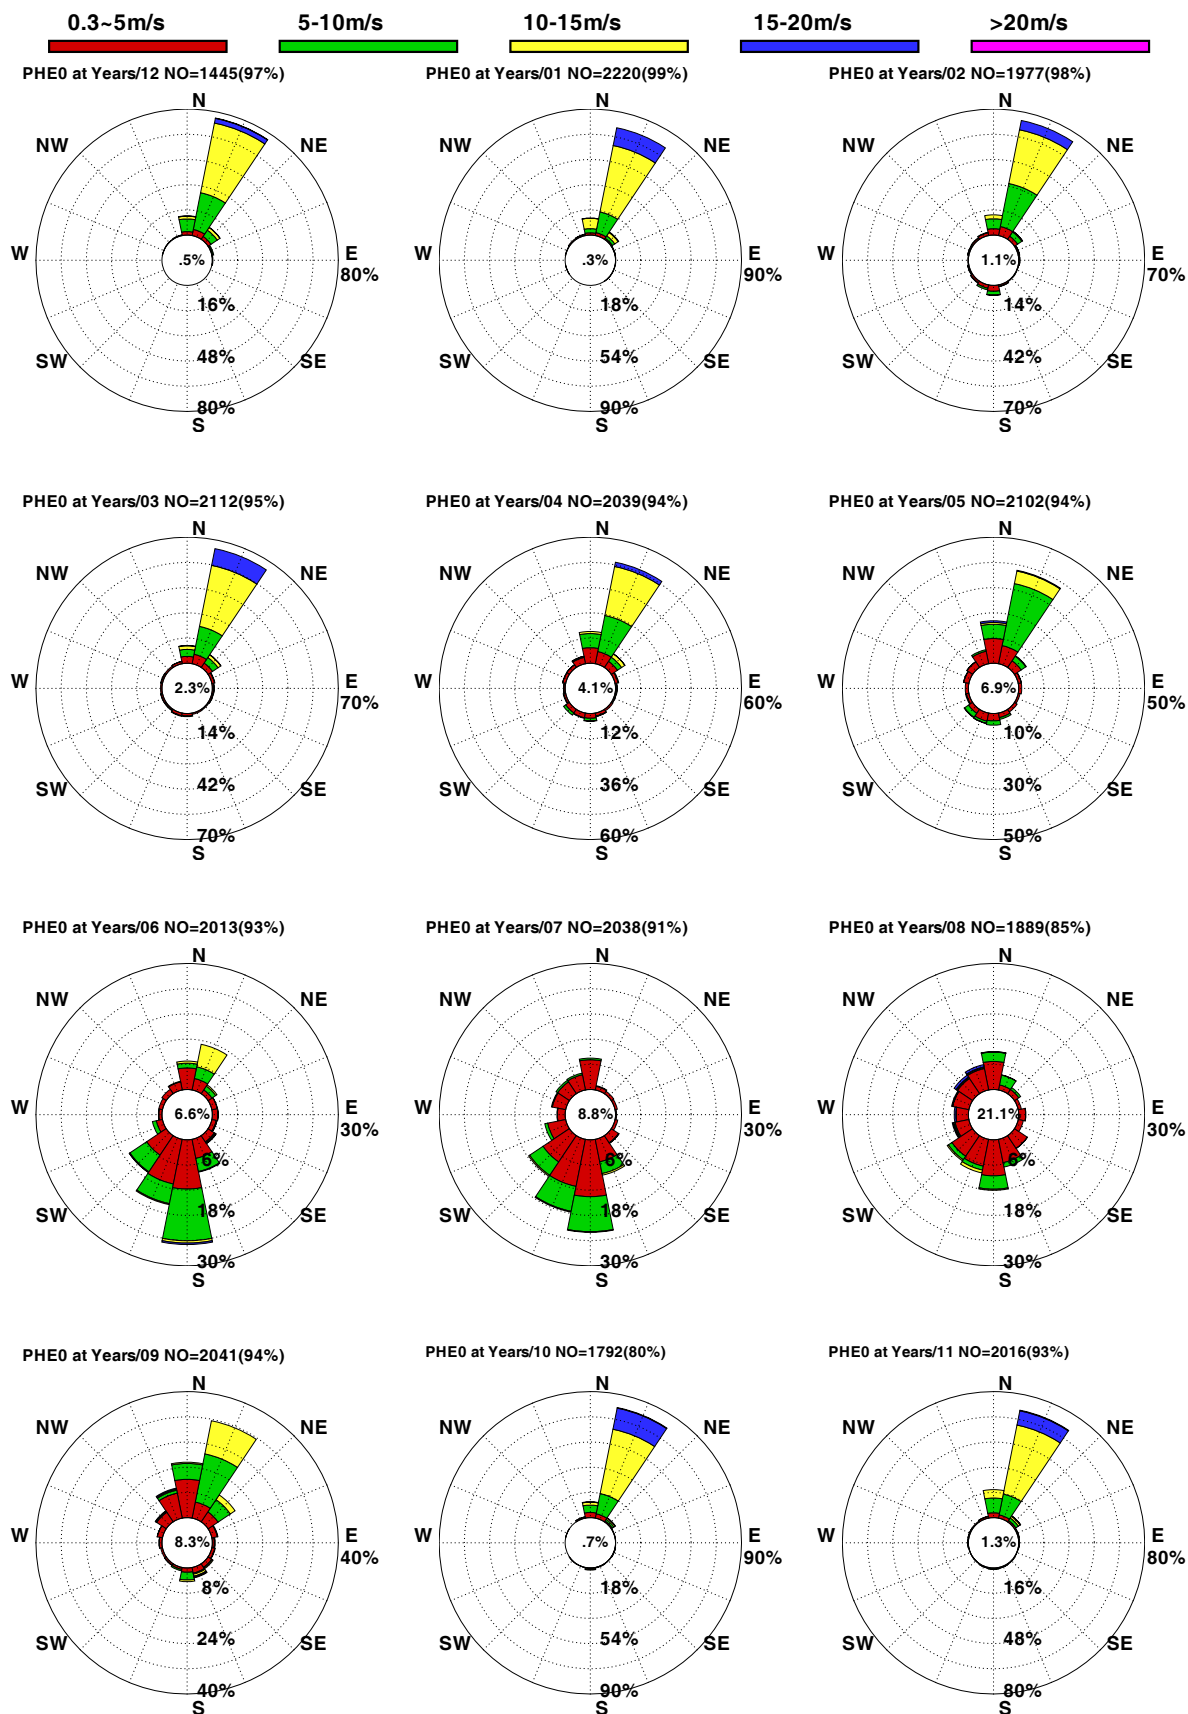 0.3~5m/s 5-10m/s 10-15m/s 15-20m/s >20m/s
PHE0 at Years/12 NO=1445(97%) PHE0 at Years/01 NO=2220(99%) PHE0 at Years/02 NO=1977(98%)
N N N
NW NE NW NE NW NE
W .5% E W .3% E W 1.1% E
80% 90% 70%
16% 18% 14%
SW 48% SE SW 54% SE SW 42% SE
80% 90% 70%
S S S
PHE0 at Years/03 NO=2112(95%) PHE0 at Years/04 NO=2039(94%) PHE0 at Years/05 NO=2102(94%)
N N N
NW NE NW NE NW NE
W 2.3% E W 4.1% E W 6.9% E
70% 60% 50%
14% 12% 10%
SW 42% SE SW 36% SE SW 30% SE
70% 60% 50%
S S S
PHE0 at Years/06 NO=2013(93%) PHE0 at Years/07 NO=2038(91%) PHE0 at Years/08 NO=1889(85%)
N N N
NW NE NW NE NW NE
W 6.6% E W 8.8% E W 21.1% E
30% 30% 30%
6% 6% 6%
SW 18% SE SW 18% SE SW 18% SE
30% 30% 30%
S S S
PHE0 at Years/09 NO=2041(94%) PHE0 at Years/10 NO=1792(80%) PHE0 at Years/11 NO=2016(93%)
N N N
NW NE NW NE NW NE
W 8.3% E W .7% E W 1.3% E
40% 90% 80%
8% 18% 16%
SW 24% SE SW 54% SE SW 48% SE
40% 90% 80%
S S S